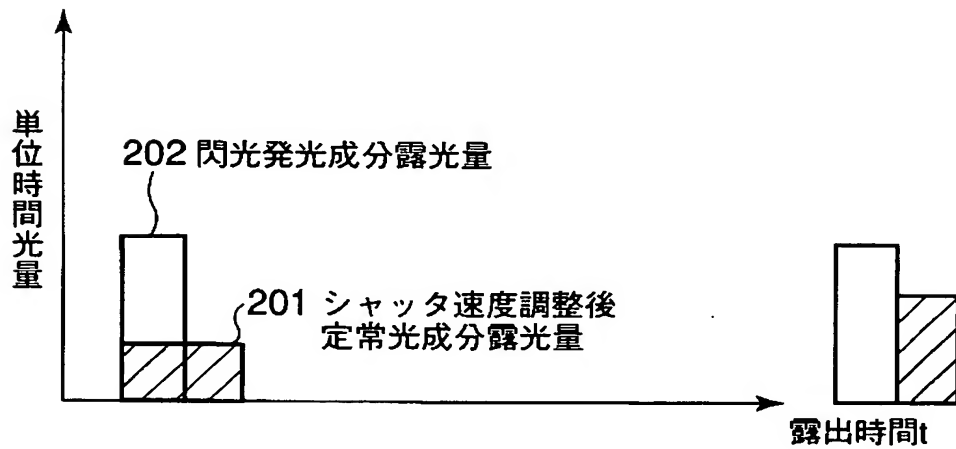 単位時間光量
202 閃光発光成分露光量
201 シャッタ速度調整後
定常光成分露光量
露出時間t